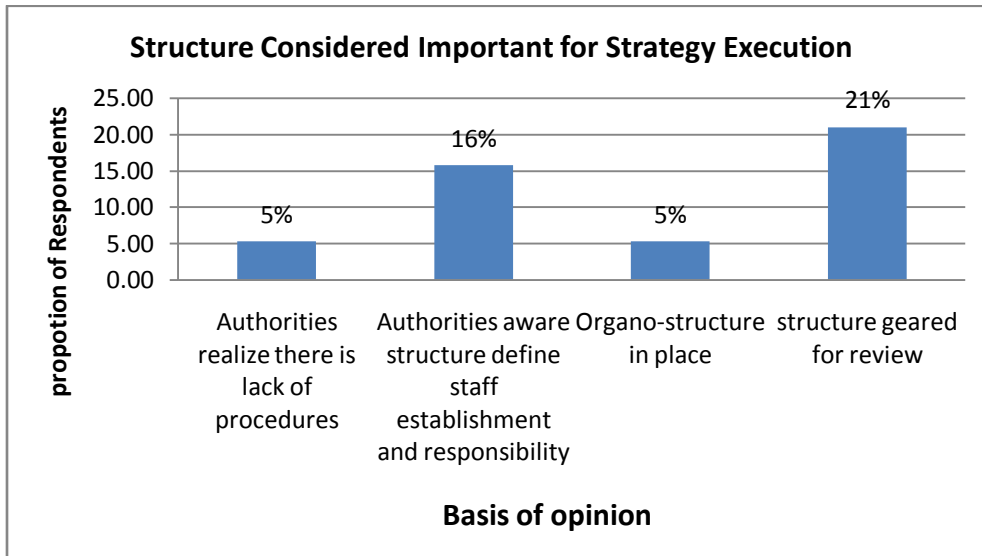 Structure Considered Important for Strategy Execution
propotion of Respondents
25.00
20.00
15.00
10.00
5.00
0.00
5%
16%
5%
21%
Authorities
realize there is
lack of
procedures
Authorities aware
structure define
staff
establishment
and responsibility
Organo-structure
in place
structure geared
for review
Basis of opinion